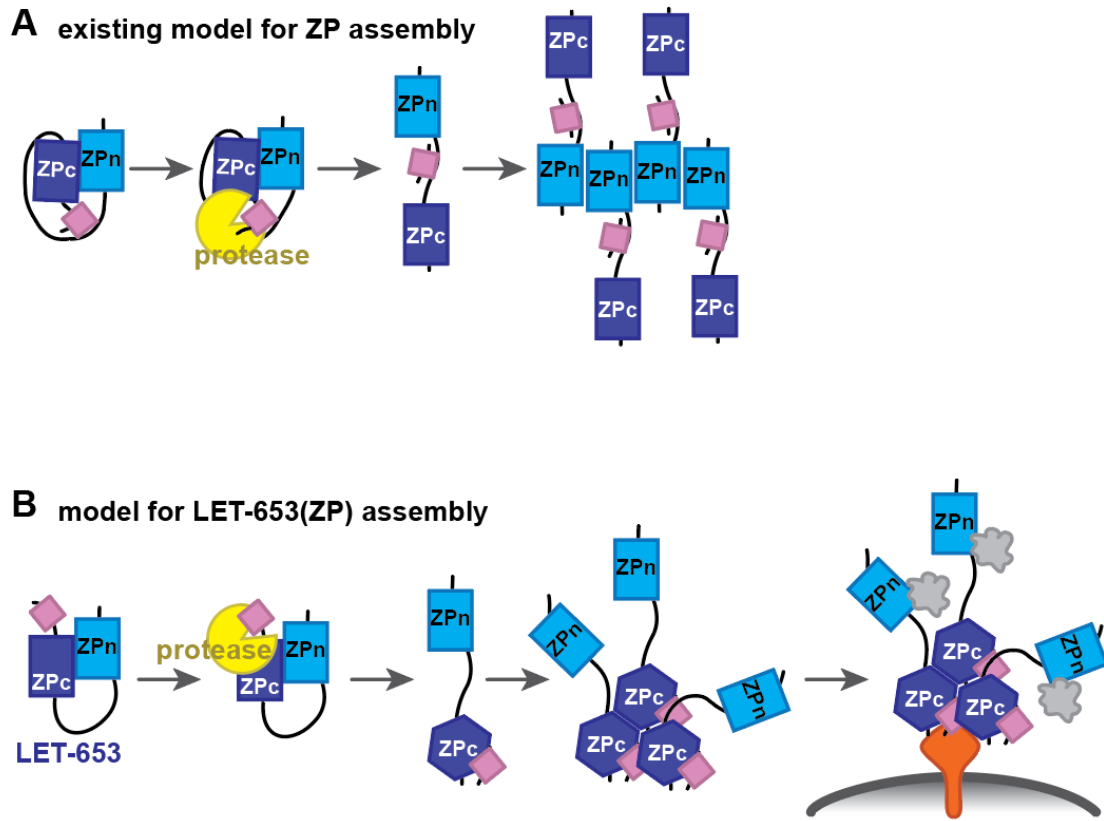 A existing model for ZP assembly
ZPc ZPc
ZPn
ZPc ZPn
ZPc ZPn
protease
ZPc
ZPn ZPn ZPn ZPn
ZPc ZPc
B model for LET-653(ZP) assembly
ZPn
ZPn
ZPn
ZPn
ZPn
ZPn
ZPn
protease
ZPn
ZPn
ZPc
ZPc
ZPc
ZPc
ZPc
ZPc
ZPc
ZPc
ZPc
LET-653